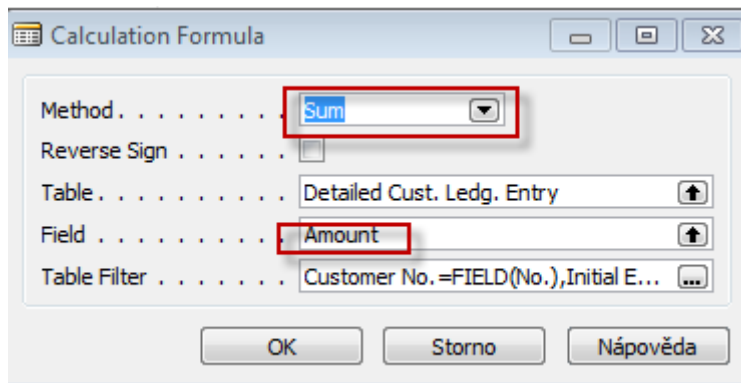 Calculation Formula
Method. . . . . . . . . Sum
Reverse Sign . . . . . .
Table. . . . . . . . . . Detailed Cust. Ledg. Entry
Field . . . . . . . . . . Amount
Table Filter . . . . . . . Customer No.=FIELD(No.),Initial E... ...
OK Storno Nápověda